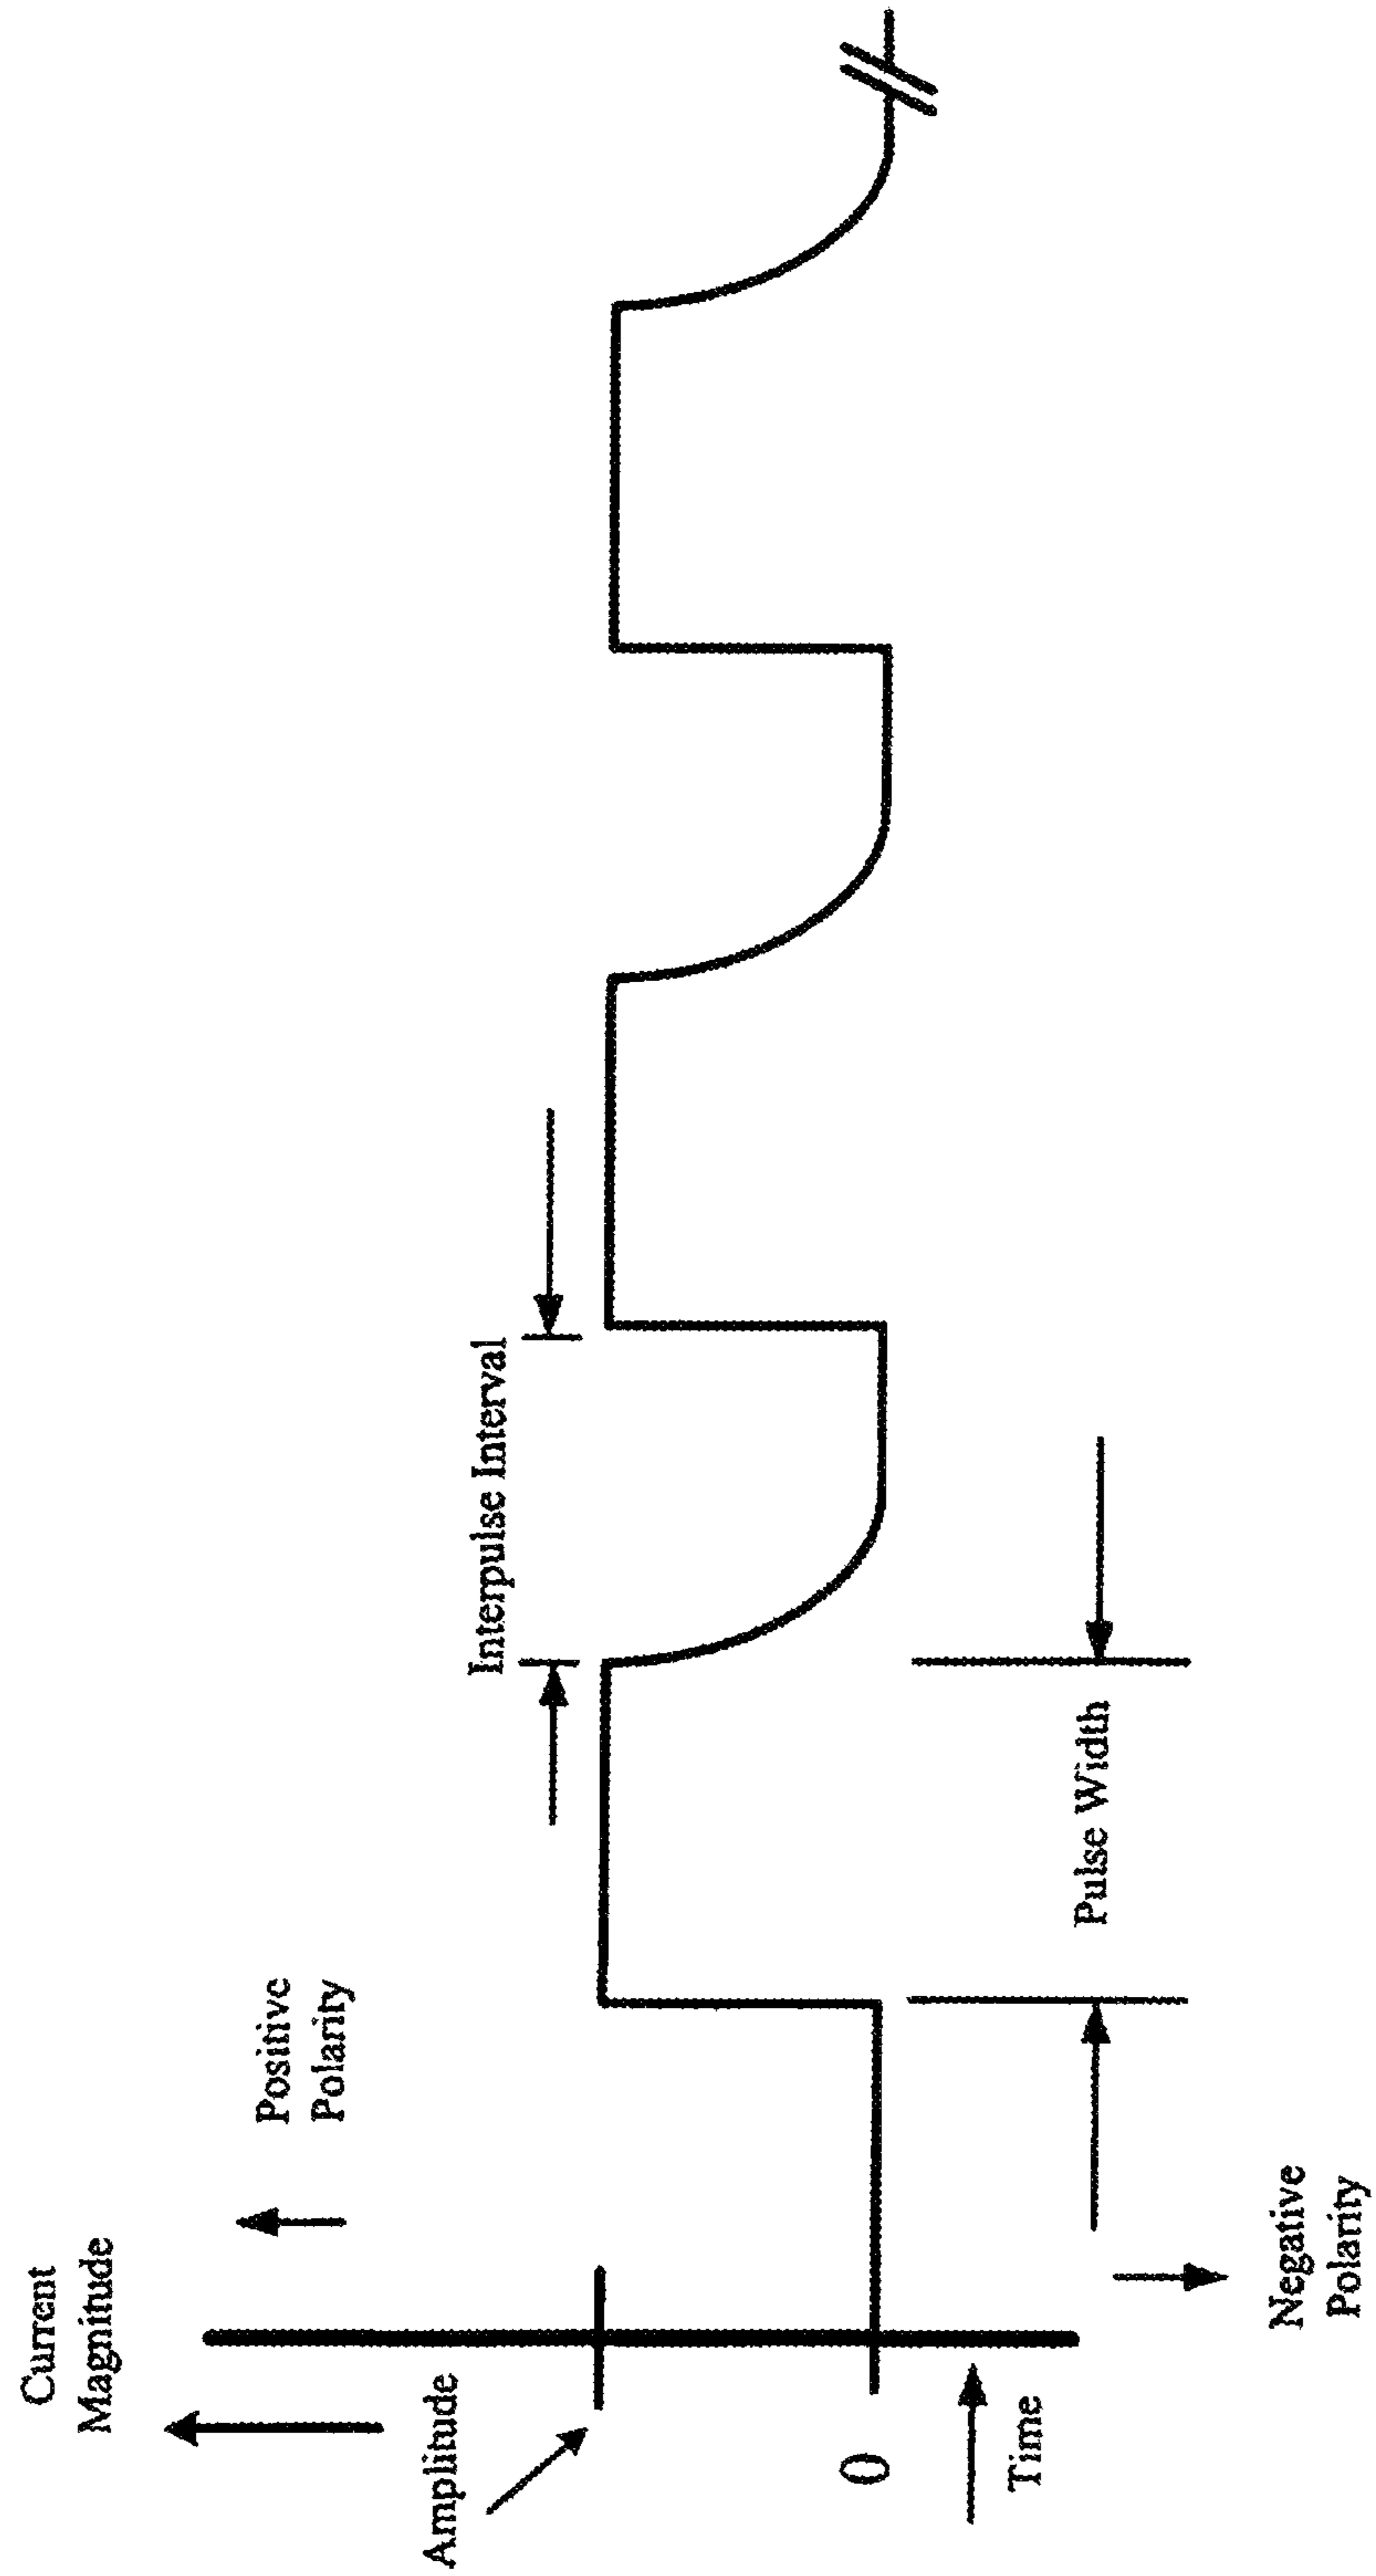 Current
Magnitude
Positive
Polarity
Amplitude
Interpulse Interval
0
Time
Pulse Width
Negative
Polarity